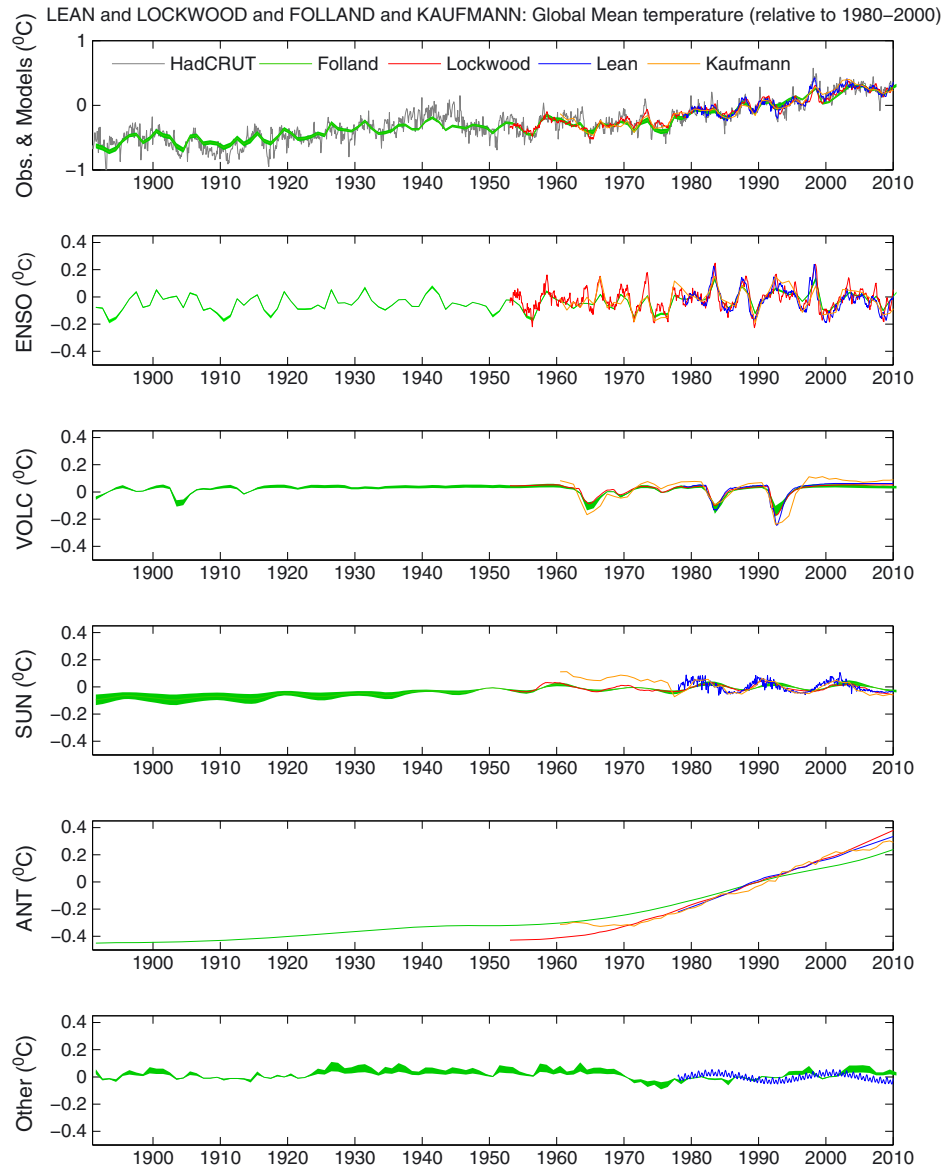 LEAN and LOCKWOOD and FOLLAND and KAUFMANN: Global Mean temperature (relative to 1980−2000)
Obs. & Models (⁰C)
1
0
−1
HadCRUT Folland Lockwood Lean Kaufmann
1900 1910 1920 1930 1940 1950 1960 1970 1980 1990 2000 2010
ENSO (⁰C)
0.4
0.2
0
−0.2
−0.4
1900 1910 1920 1930 1940 1950 1960 1970 1980 1990 2000 2010
VOLC (⁰C)
0.4
0.2
0
−0.2
−0.4
1900 1910 1920 1930 1940 1950 1960 1970 1980 1990 2000 2010
SUN (⁰C)
0.4
0.2
0
−0.2
−0.4
1900 1910 1920 1930 1940 1950 1960 1970 1980 1990 2000 2010
ANT (⁰C)
0.4
0.2
0
−0.2
−0.4
1900 1910 1920 1930 1940 1950 1960 1970 1980 1990 2000 2010
Other (⁰C)
0.4
0.2
0
−0.2
−0.4
1900 1910 1920 1930 1940 1950 1960 1970 1980 1990 2000 2010